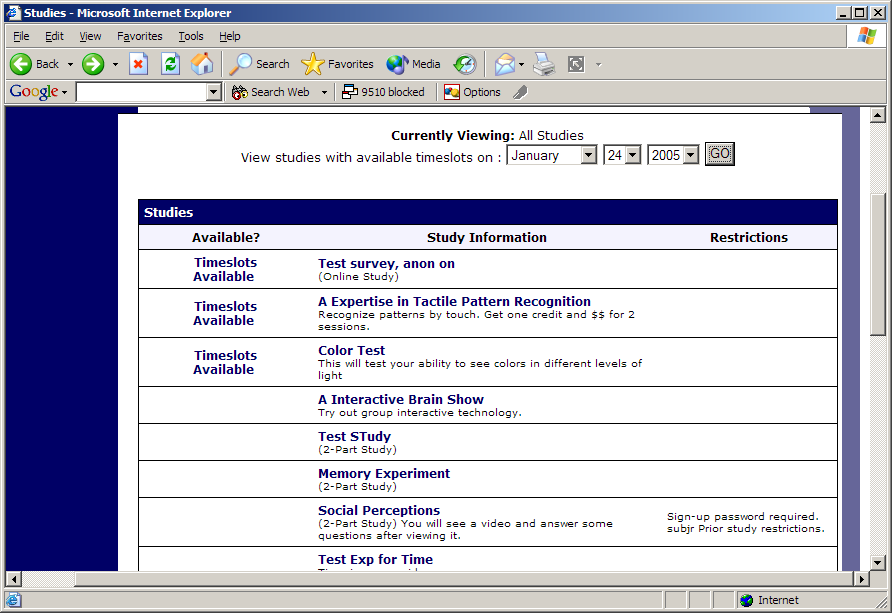 Studies - Microsoft Internet Explorer
File Edit View Favorites Tools Help
Back Search Favorites Media
Google Search Web 9510 blocked Options
Currently Viewing: All Studies
View studies with available timeslots on : January 24 2005 GO
Studies
Available? Study Information Restrictions
Timeslots Available
Test survey, anon on
(Online Study)
Timeslots Available
A Expertise in Tactile Pattern Recognition
Recognize patterns by touch. Get one credit and $$ for 2
sessions.
Timeslots Available
Color Test
This will test your ability to see colors in different levels of
light
A Interactive Brain Show
Try out group interactive technology.
Test STudy
(2-Part Study)
Memory Experiment
(2-Part Study)
Social Perceptions
(2-Part Study) You will see a video and answer some
questions after viewing it.
Sign-up password required.
subjr Prior study restrictions.
Test Exp for Time
Internet